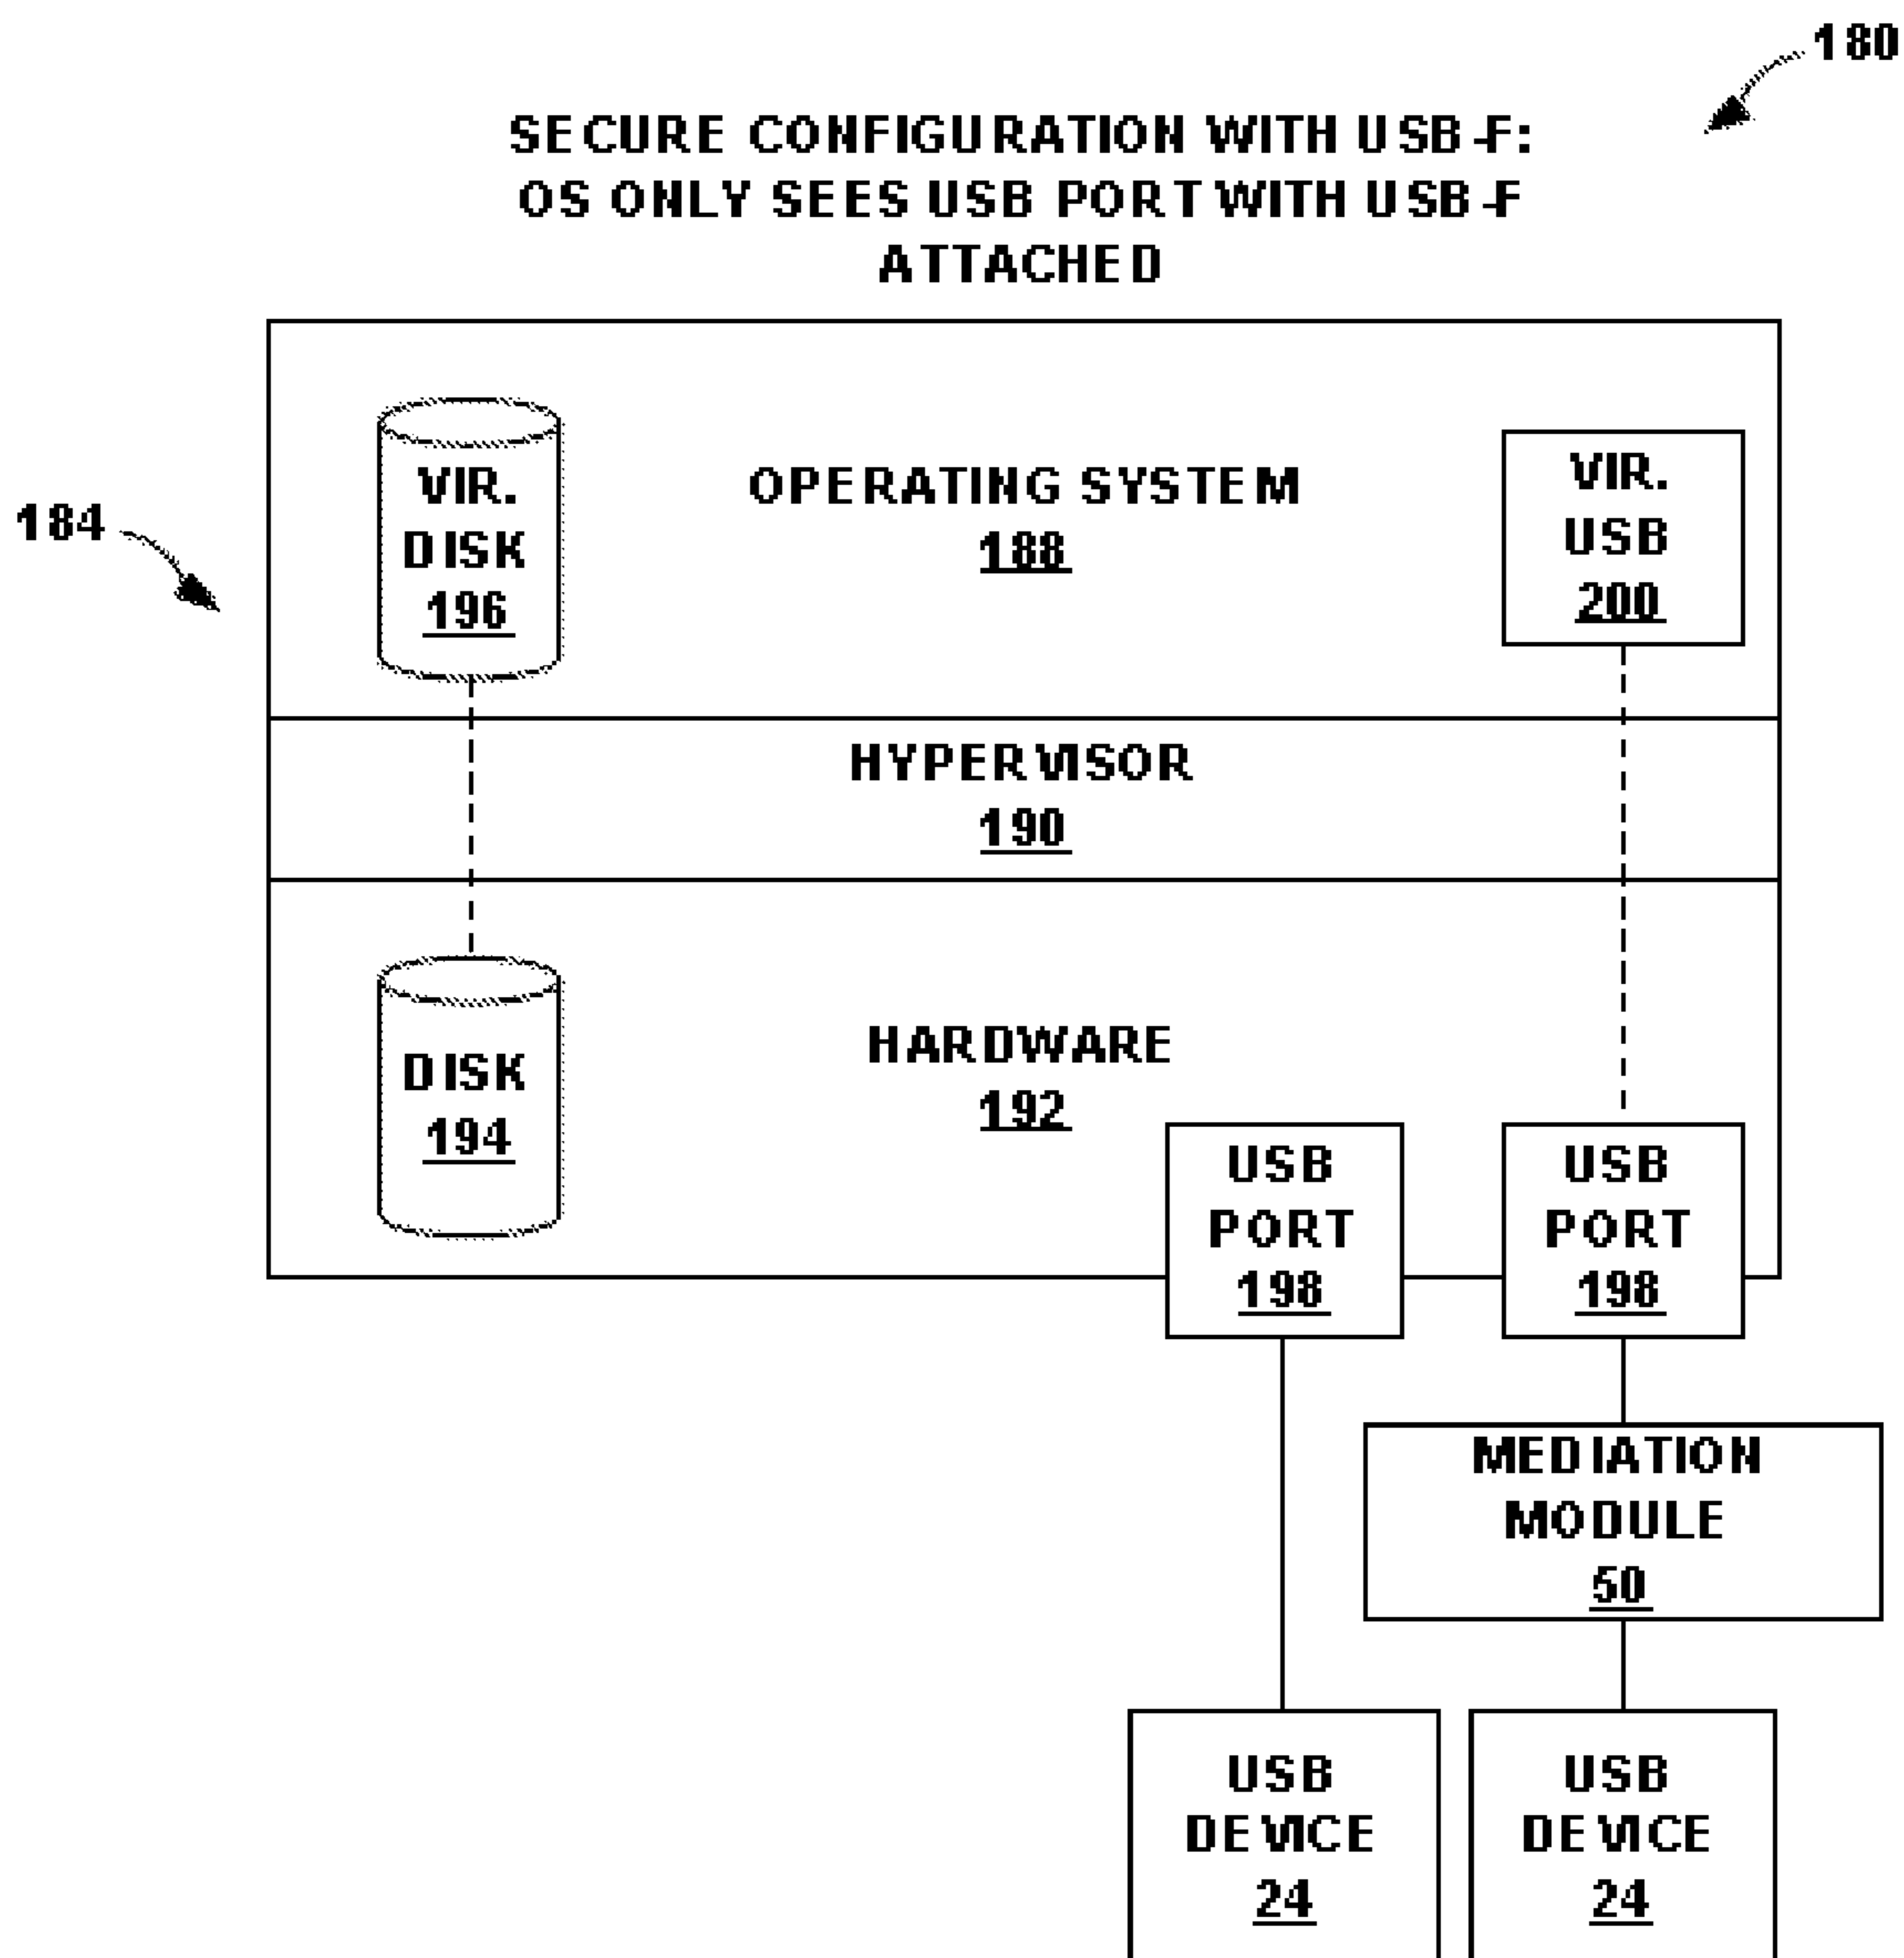 180
SECURE CONFIGURATION WITH USB-F:
OS ONLY SEES USB PORT WITH USB-F
ATTACHED
184
VIR.
DISK
196
OPERATING SYSTEM
188
VIR.
USB
200
HYPERVISOR
190
DISK
194
HARDWARE
192
USB
PORT
198
USB
PORT
198
MEDIATION
MODULE
50
USB
DEVICE
24
USB
DEVICE
24